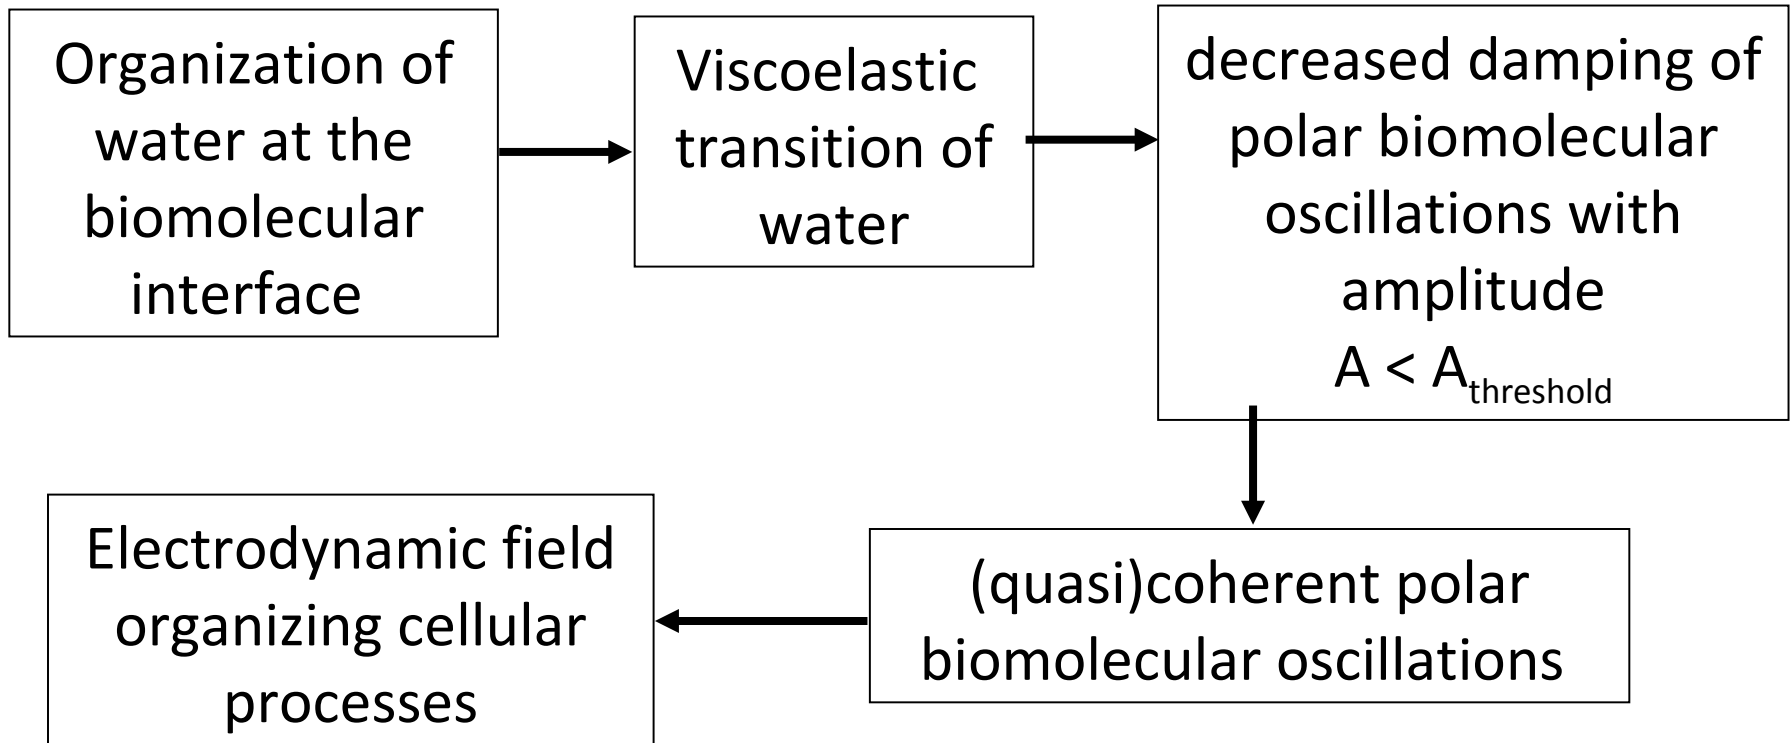 Organization of
water at the
biomolecular
interface
Viscoelastic
transition of
water
decreased damping of
polar biomolecular
oscillations with
amplitude
A < Athreshold
(quasi)coherent polar
biomolecular oscillations
Electrodynamic field
organizing cellular
processes